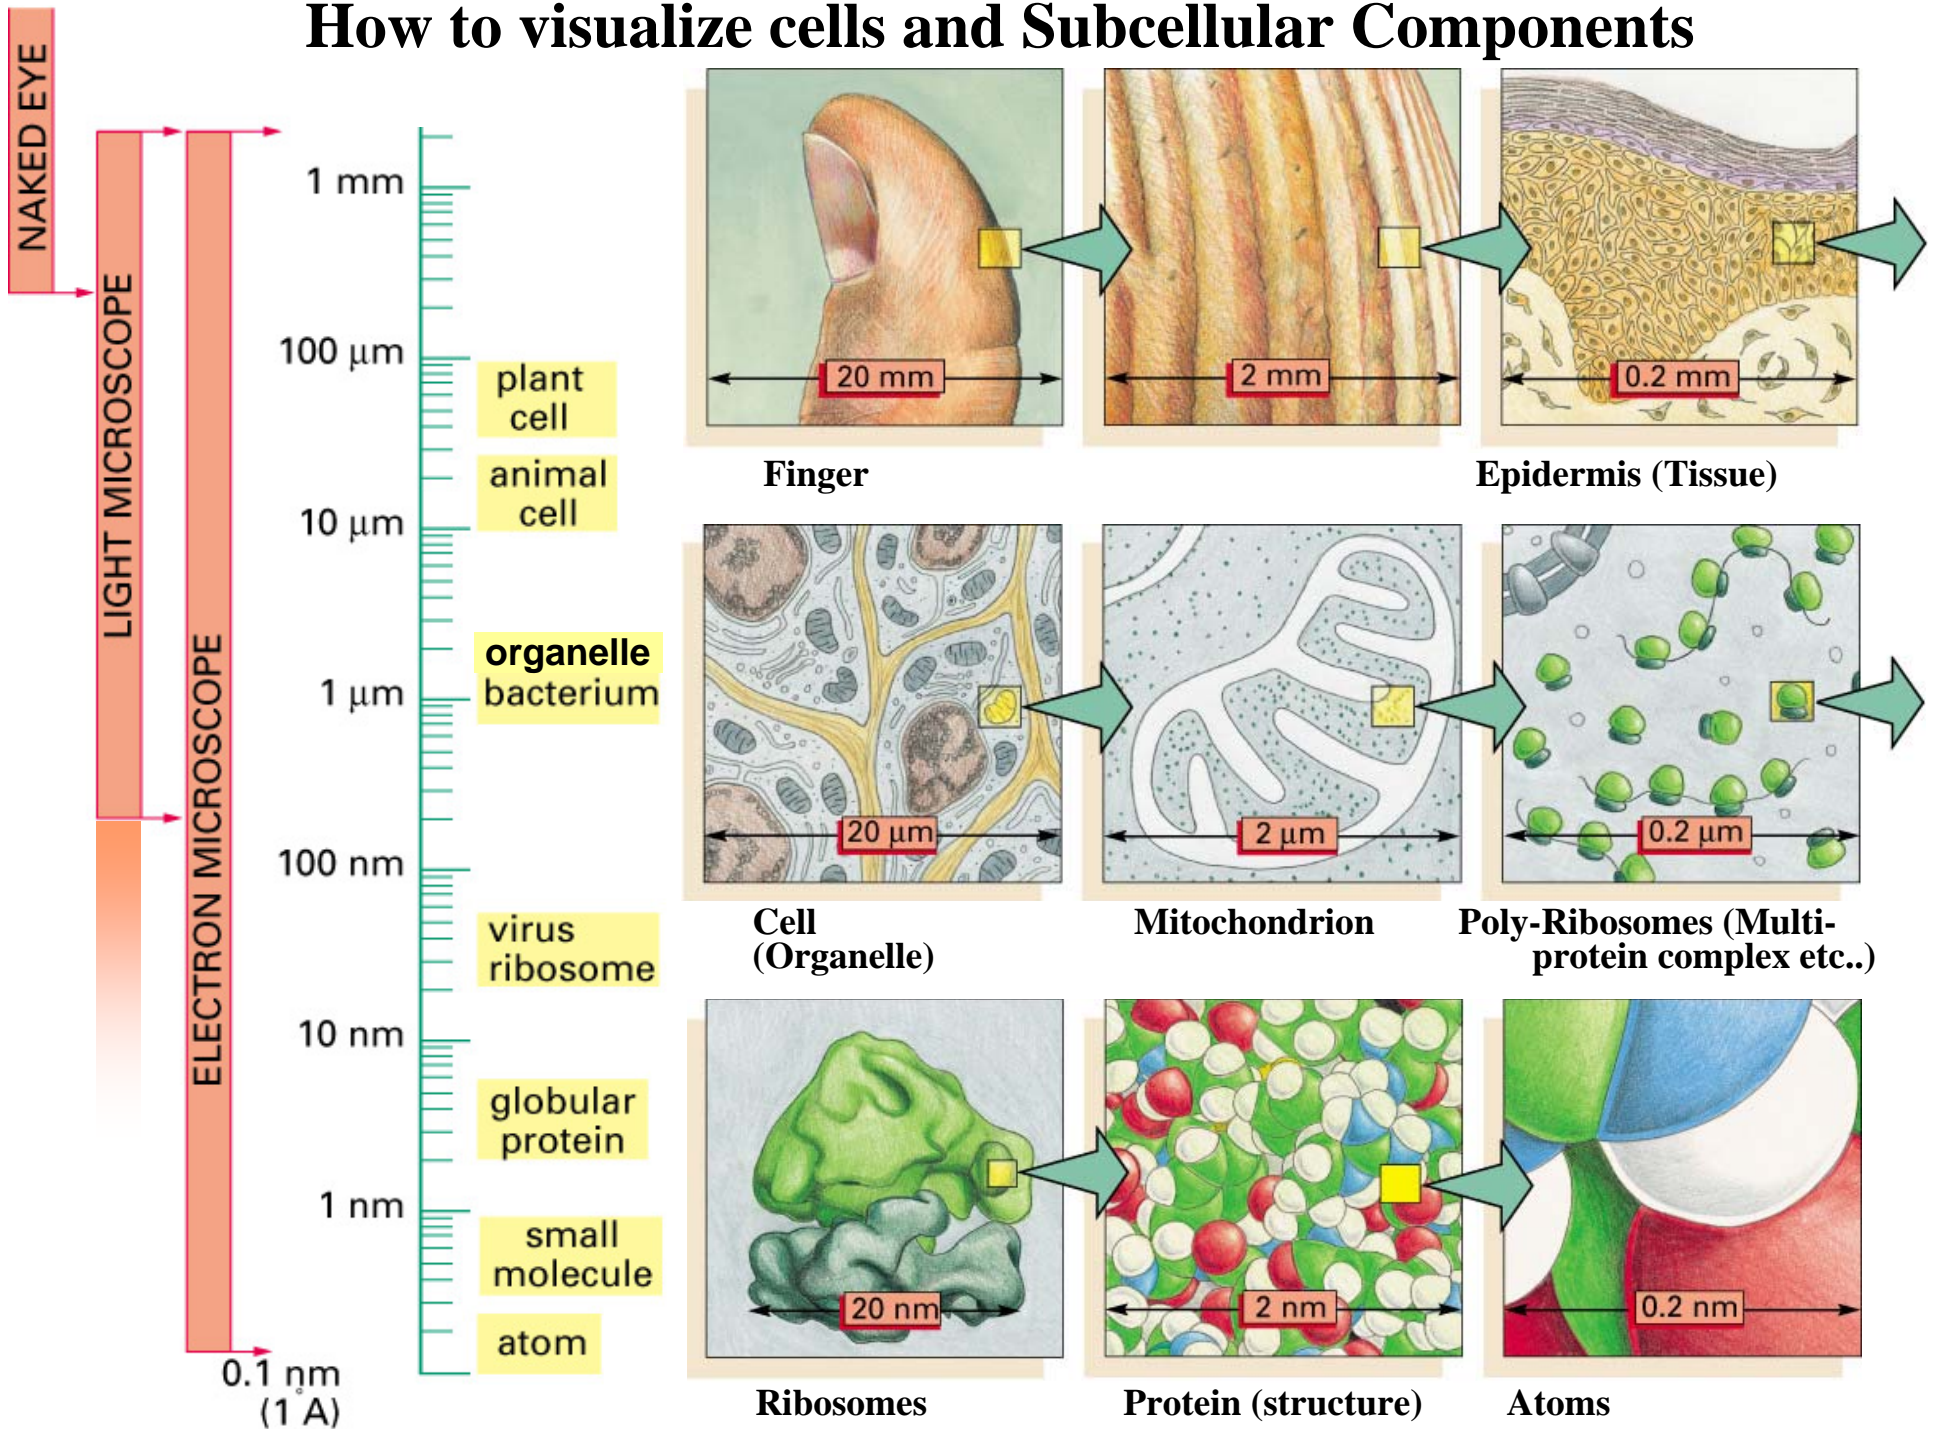 How to visualize cells and Subcellular Components
NAKED EYE
LIGHT MICROSCOPE
ELECTRON MICROSCOPE
1 mm
100 μm
10 μm
1 μm
100 nm
10 nm
1 nm
0.1 nm
(1 Å)
plant
cell
animal
cell
organelle
bacterium
virus
ribosome
globular
protein
small
molecule
atom
20 mm
2 mm
0.2 mm
Finger
Epidermis (Tissue)
20 μm
2 μm
0.2 μm
Cell
(Organelle)
Mitochondrion
Poly-Ribosomes (Multi-
protein complex etc..)
20 nm
2 nm
0.2 nm
Ribosomes
Protein (structure)
Atoms